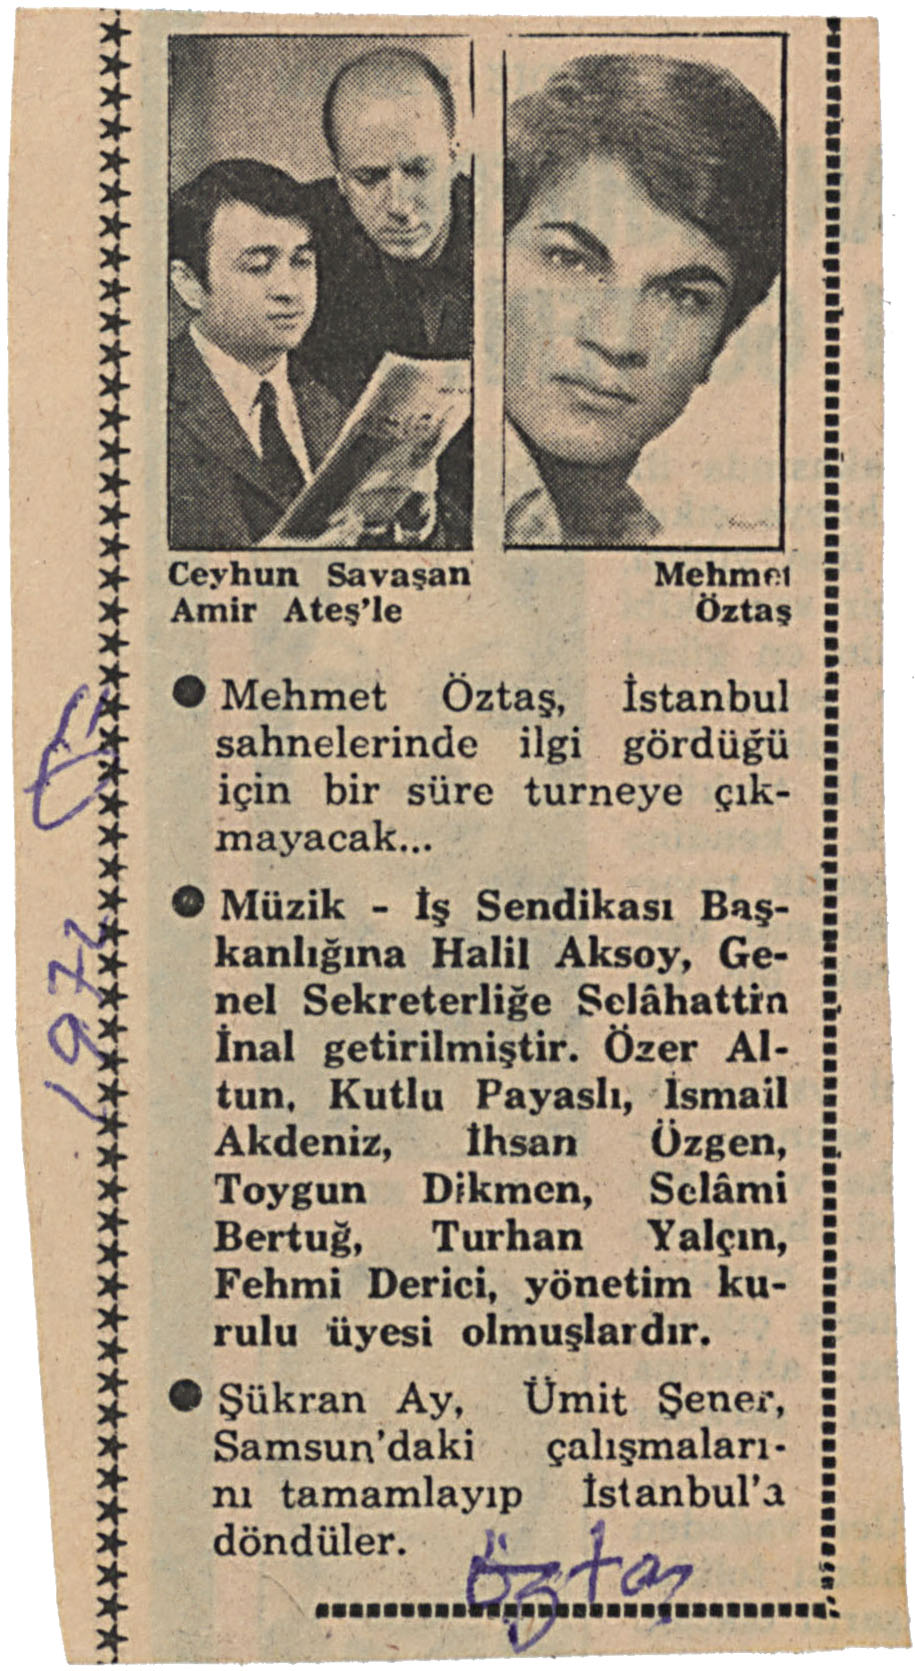 Ceyhun Savaşan
Amir Ateş'le
Mehmet
Öztaş
● Mehmet Öztaş, İstanbul
sahnelerinde ilgi gördüğü
için bir süre turneye çık-
mayacak...
● Müzik - İş Sendikası Baş-
kanlığına Halil Aksoy, Ge-
nel Sekreterliğe Selâhattin
İnal getirilmiştir. Özer Al-
tun, Kutlu Payaslı, İsmail
Akdeniz, İhsan Özgen,
Toygun Dikmen, Selâmi
Bertuğ, Turhan Yalçın,
Fehmi Derici, yönetim ku-
rulu üyesi olmuşlardır.
● Şükran Ay, Ümit Şener,
Samsun'daki çalışmaları-
nı tamamlayıp İstanbul'a
döndüler.
öztaş